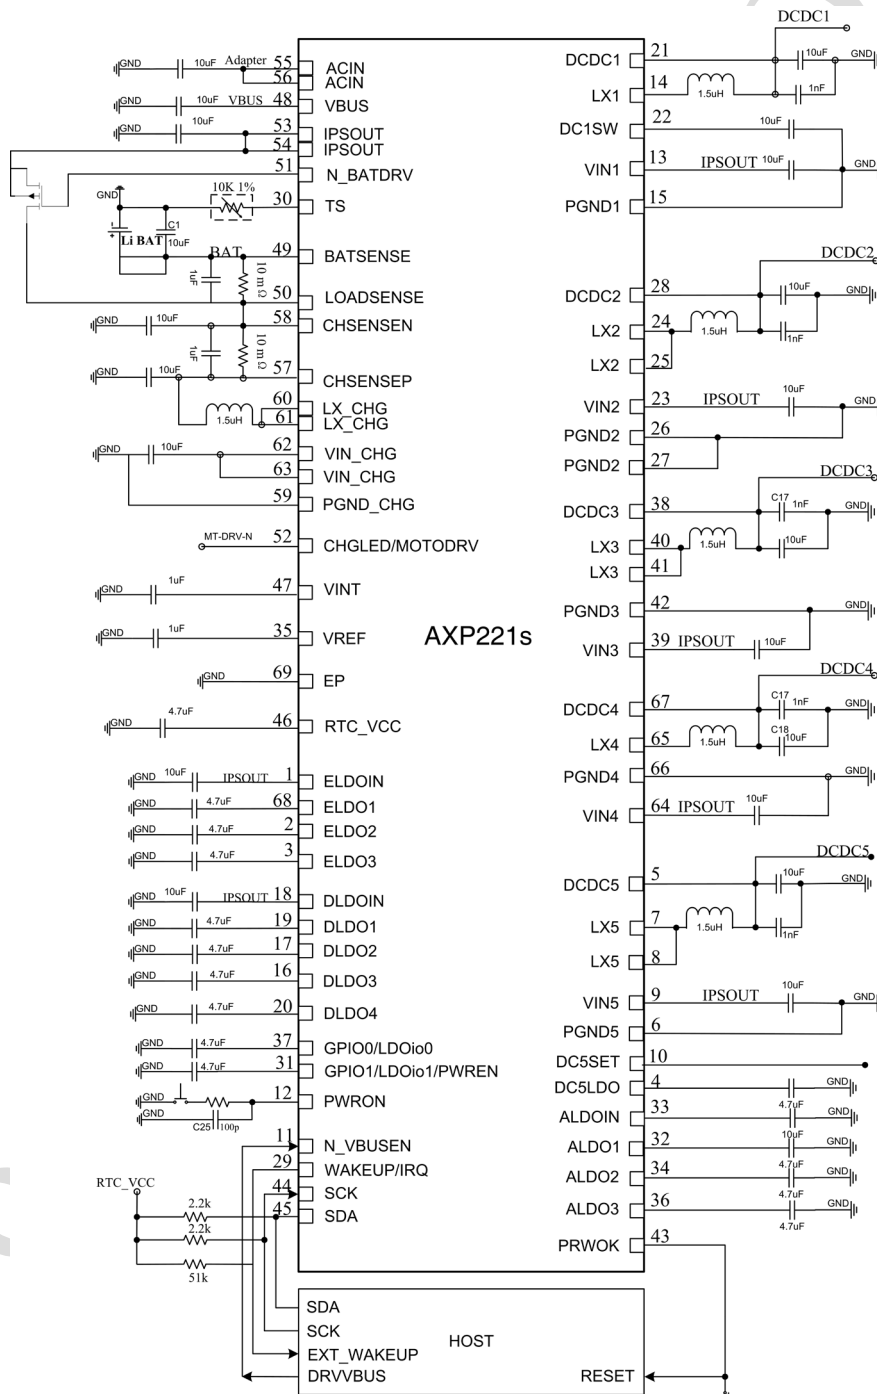 DCDC1
GND 10uF Adapter 55 ACIN
56 ACIN
DCDC1 21 10uF GND
LX1 14 1.5uH 1nF
GND 10uF VBUS 48 VBUS
GND 10uF 53 IPSOUT
54 IPSOUT
DC1SW 22 10uF
51 N_BATDRV
VIN1 13 IPSOUT 10uF GND
GND 10K 1% 30 TS
PGND1 15
Li BAT C1 10uF
BAT 49 BATSENSE
DCDC2
1uF 10 mΩ
50 LOADSENSE
DCDC2 28 10uF GND
GND 10uF 58 CHSENSEN
LX2 24 1.5uH 1nF
1uF 10 mΩ
LX2 25
GND 10uF 57 CHSENSEP
60 LX_CHG
1.5uH 61 LX_CHG
VIN2 23 IPSOUT 10uF GND
PGND2 26
GND 10uF 62 VIN_CHG
PGND2 27
63 VIN_CHG
DCDC3
59 PGND_CHG
DCDC3 38 C17 1nF GND
MT-DRV-N 52 CHGLED/MOTODRV
LX3 40 1.5uH 10uF
LX3 41
GND 1uF 47 VINT
PGND3 42 GND
GND 1uF 35 VREF
AXP221s
VIN3 39 IPSOUT 10uF
DCDC4
GND 69 EP
DCDC4 67 C17 1nF GND
GND 4.7uF 46 RTC_VCC
LX4 65 1.5uH C18 10uF
PGND4 66 GND
GND 10uF IPSOUT 1 ELDOIN
GND 4.7uF 68 ELDO1
VIN4 64 IPSOUT 10uF
GND 4.7uF 2 ELDO2
GND 4.7uF 3 ELDO3
DCDC5
DCDC5 5 10uF GND
GND 10uF IPSOUT 18 DLDOIN
GND 4.7uF 19 DLDO1
LX5 7 1.5uH 1nF
GND 4.7uF 17 DLDO2
LX5 8
GND 4.7uF 16 DLDO3
VIN5 9 IPSOUT 10uF GND
GND 4.7uF 20 DLDO4
PGND5 6
GND 4.7uF 37 GPIO0/LDOio0
DC5SET 10
GND 4.7uF 31 GPIO1/LDOio1/PWREN
DC5LDO 4 4.7uF GND
GND 12 PWRON
GND C25 100p
ALDOIN 33 10uF GND
11 N_VBUSEN
ALDO1 32 4.7uF GND
29 WAKEUP/IRQ
ALDO2 34 4.7uF GND
RTC_VCC
44 SCK
2.2k 45 SDA
ALDO3 36 4.7uF GND
2.2k
PRWOK 43
51k
SDA
SCK
HOST
EXT_WAKEUP
DRVVBUS
RESET